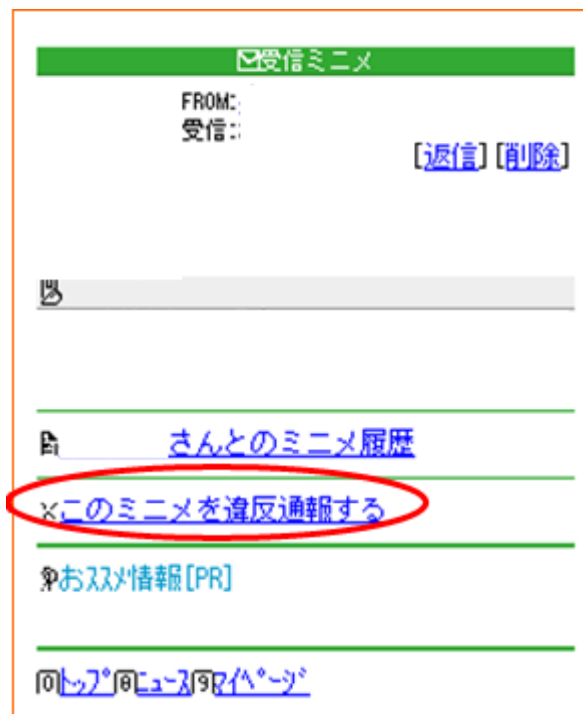 受信ミニメ
FROM:
受信:
[返信][削除]
さんとのミニメ履歴
×このミニメを違反通報する
おススメ情報[PR]
0トップ8ニュース9マイページ